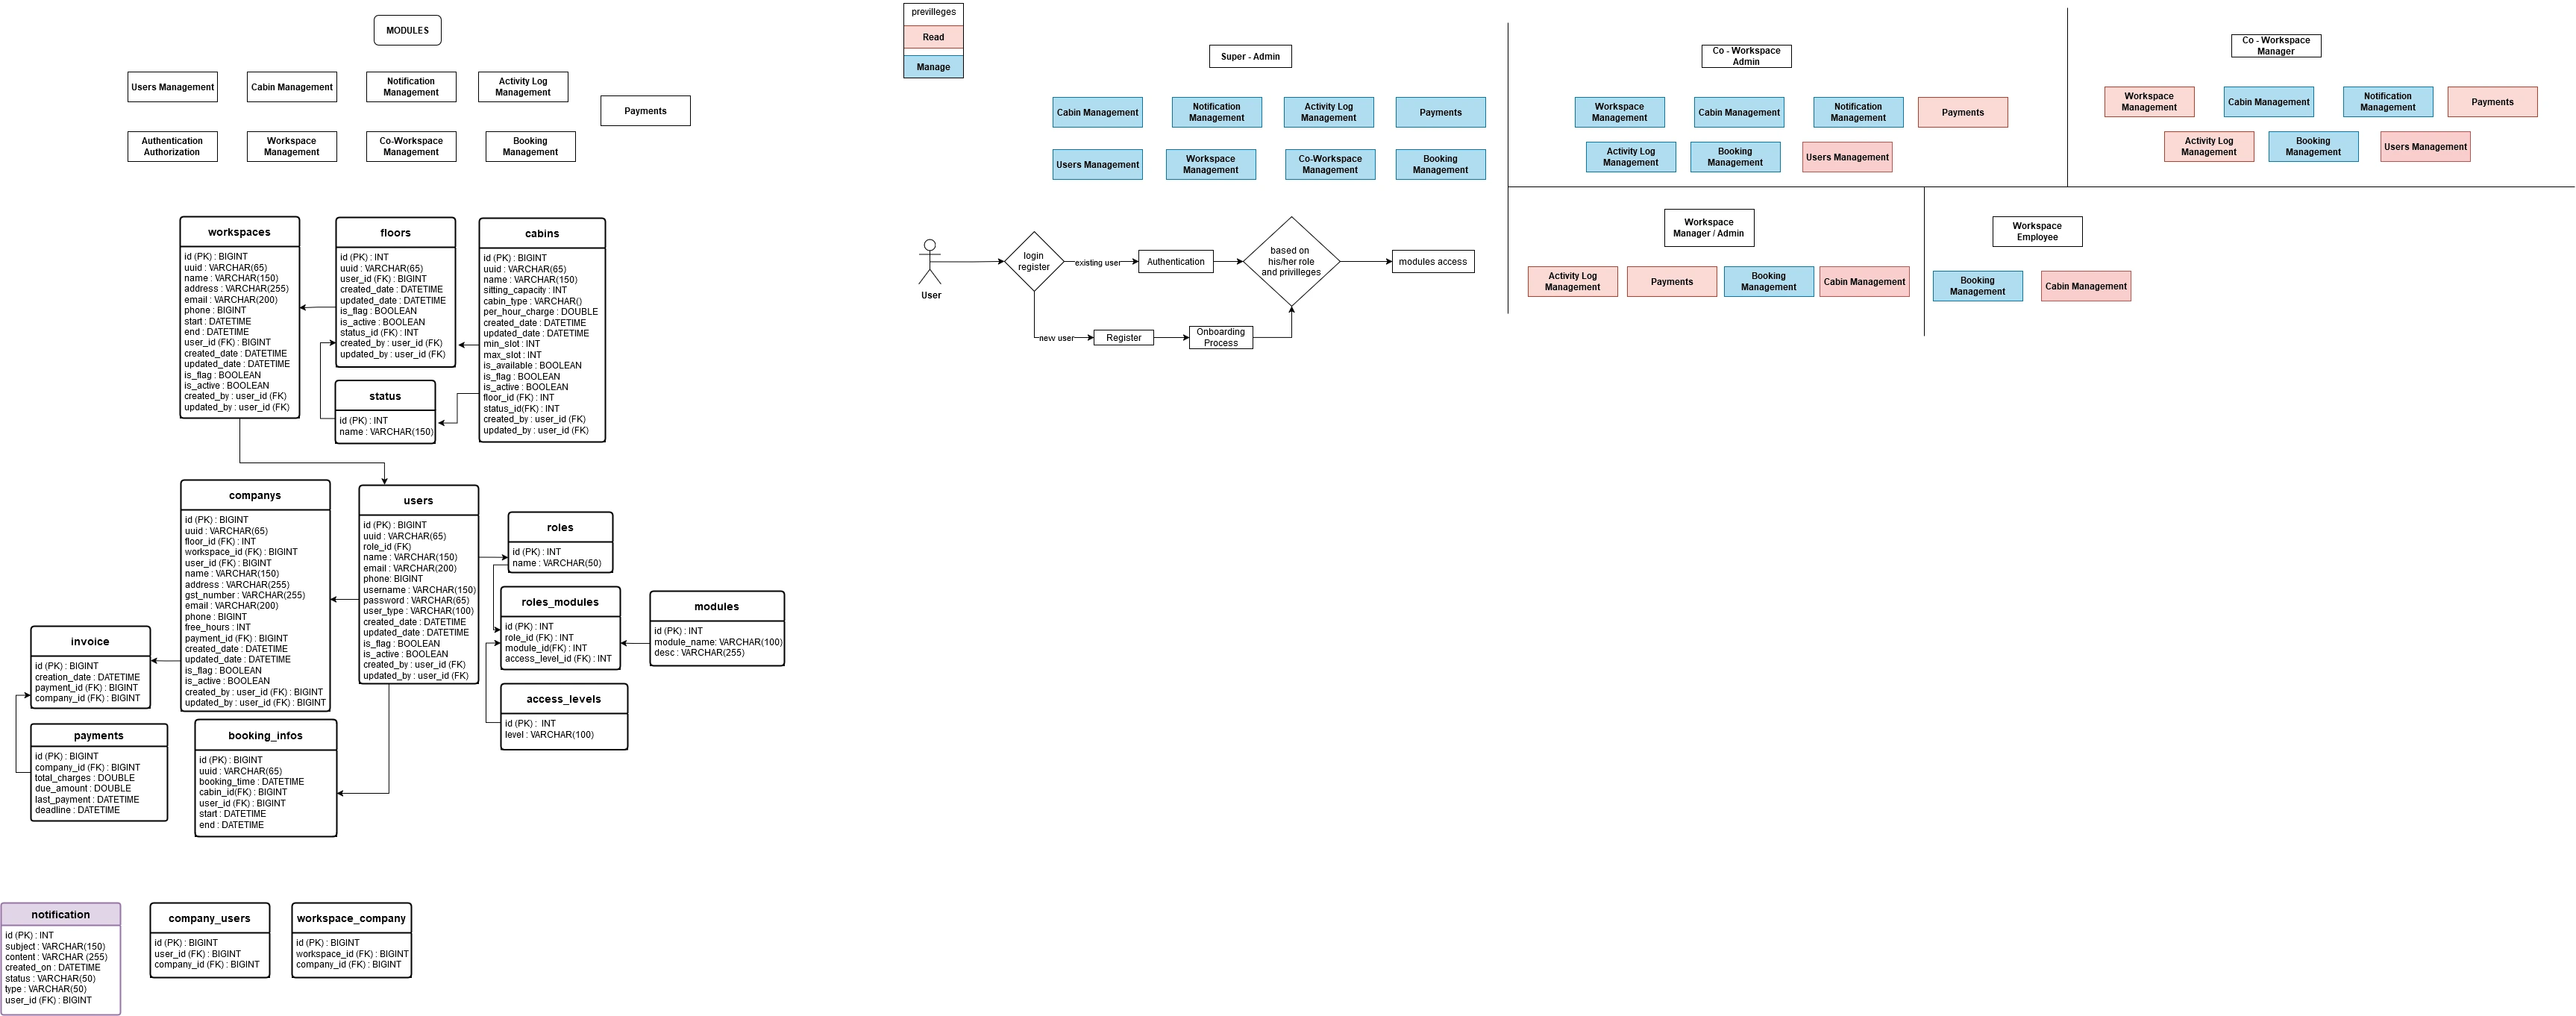 MODULES
Users Management
Cabin Management
Notification
Management
Activity Log
Management
Payments
Authentication
Authorization
Workspace
Management
Co-Workspace
Management
Booking
Management
workspaces
id (PK) : BIGINT
uuid : VARCHAR(65)
name : VARCHAR(150)
address : VARCHAR(255)
email : VARCHAR(200)
phone : BIGINT
start : DATETIME
end : DATETIME
user_id (FK) : BIGINT
created_date : DATETIME
updated_date : DATETIME
is_flag : BOOLEAN
is_active : BOOLEAN
created_by : user_id (FK)
updated_by : user_id (FK)
floors
id (PK) : INT
uuid : VARCHAR(65)
user_id (FK) : BIGINT
created_date : DATETIME
updated_date : DATETIME
is_flag : BOOLEAN
is_active : BOOLEAN
status_id (FK) : INT
created_by : user_id (FK)
updated_by : user_id (FK)
status
id (PK) : INT
name : VARCHAR(150)
cabins
id (PK) : BIGINT
uuid : VARCHAR(65)
name : VARCHAR(150)
sitting_capacity : INT
cabin_type : VARCHAR()
per_hour_charge : DOUBLE
created_date : DATETIME
updated_date : DATETIME
min_slot : INT
max_slot : INT
is_available : BOOLEAN
is_flag : BOOLEAN
is_active : BOOLEAN
floor_id (FK) : INT
status_id(FK) : INT
created_by : user_id (FK)
updated_by : user_id (FK)
companys
id (PK) : BIGINT
uuid : VARCHAR(65)
floor_id (FK) : INT
workspace_id (FK) : BIGINT
user_id (FK) : BIGINT
name : VARCHAR(150)
address : VARCHAR(255)
gst_number : VARCHAR(255)
email : VARCHAR(200)
phone : BIGINT
free_hours : INT
payment_id (FK) : BIGINT
created_date : DATETIME
updated_date : DATETIME
is_flag : BOOLEAN
is_active : BOOLEAN
created_by : user_id (FK) : BIGINT
updated_by : user_id (FK) : BIGINT
users
id (PK) : BIGINT
uuid : VARCHAR(65)
role_id (FK)
name : VARCHAR(150)
email : VARCHAR(200)
phone: BIGINT
username : VARCHAR(150)
password : VARCHAR(65)
user_type : VARCHAR(100)
created_date : DATETIME
updated_date : DATETIME
is_flag : BOOLEAN
is_active : BOOLEAN
created_by : user_id (FK)
updated_by : user_id (FK)
roles
id (PK) : INT
name : VARCHAR(50)
roles_modules
id (PK) : INT
role_id (FK) : INT
module_id(FK) : INT
access_level_id (FK) : INT
modules
id (PK) : INT
module_name: VARCHAR(100)
desc : VARCHAR(255)
access_levels
id (PK) :  INT
level : VARCHAR(100)
invoice
id (PK) : BIGINT
creation_date : DATETIME
payment_id (FK) : BIGINT
company_id (FK) : BIGINT
payments
id (PK) : BIGINT
company_id (FK) : BIGINT
total_charges : DOUBLE
due_amount : DOUBLE
last_payment : DATETIME
deadline : DATETIME
booking_infos
id (PK) : BIGINT
uuid : VARCHAR(65)
booking_time : DATETIME
cabin_id(FK) : BIGINT
user_id (FK) : BIGINT
start : DATETIME
end : DATETIME
notification
id (PK) : INT
subject : VARCHAR(150)
content : VARCHAR (255)
created_on : DATETIME
status : VARCHAR(50)
type : VARCHAR(50)
user_id (FK) : BIGINT
company_users
id (PK) : BIGINT
user_id (FK) : BIGINT
company_id (FK) : BIGINT
workspace_company
id (PK) : BIGINT
workspace_id (FK) : BIGINT
company_id (FK) : BIGINT
previlleges
Read
Manage
Super - Admin
Cabin Management
Notification
Management
Activity Log
Management
Payments
Users Management
Workspace
Management
Co-Workspace
Management
Booking
Management
Co - Workspace
Admin
Workspace
Management
Cabin Management
Notification
Management
Payments
Activity Log
Management
Booking
Management
Users Management
Co - Workspace
Manager
Workspace
Management
Cabin Management
Notification
Management
Payments
Activity Log
Management
Booking
Management
Users Management
User
login
register
existing user
Authentication
based on
his/her role
and privilleges
modules access
new user
Register
Onboarding
Process
Workspace
Manager / Admin
Activity Log
Management
Payments
Booking
Management
Cabin Management
Workspace
Employee
Booking
Management
Cabin Management